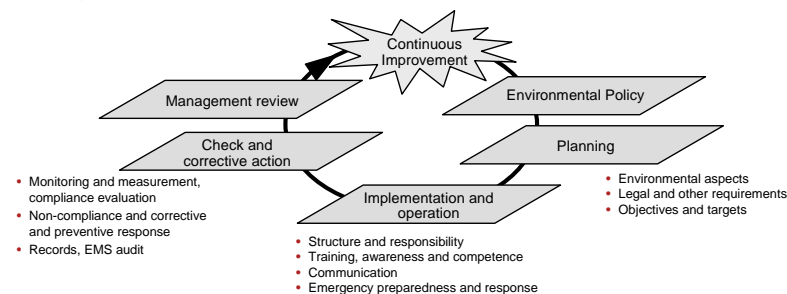 Continuous
Improvement
Environmental Policy
Planning
• Environmental aspects
• Legal and other requirements
• Objectives and targets
Implementation and
operation
• Structure and responsibility
• Training, awareness and competence
• Communication
• Emergency preparedness and response
Check and
corrective action
• Monitoring and measurement,
compliance evaluation
• Non-compliance and corrective
and preventive response
• Records, EMS audit
Management review